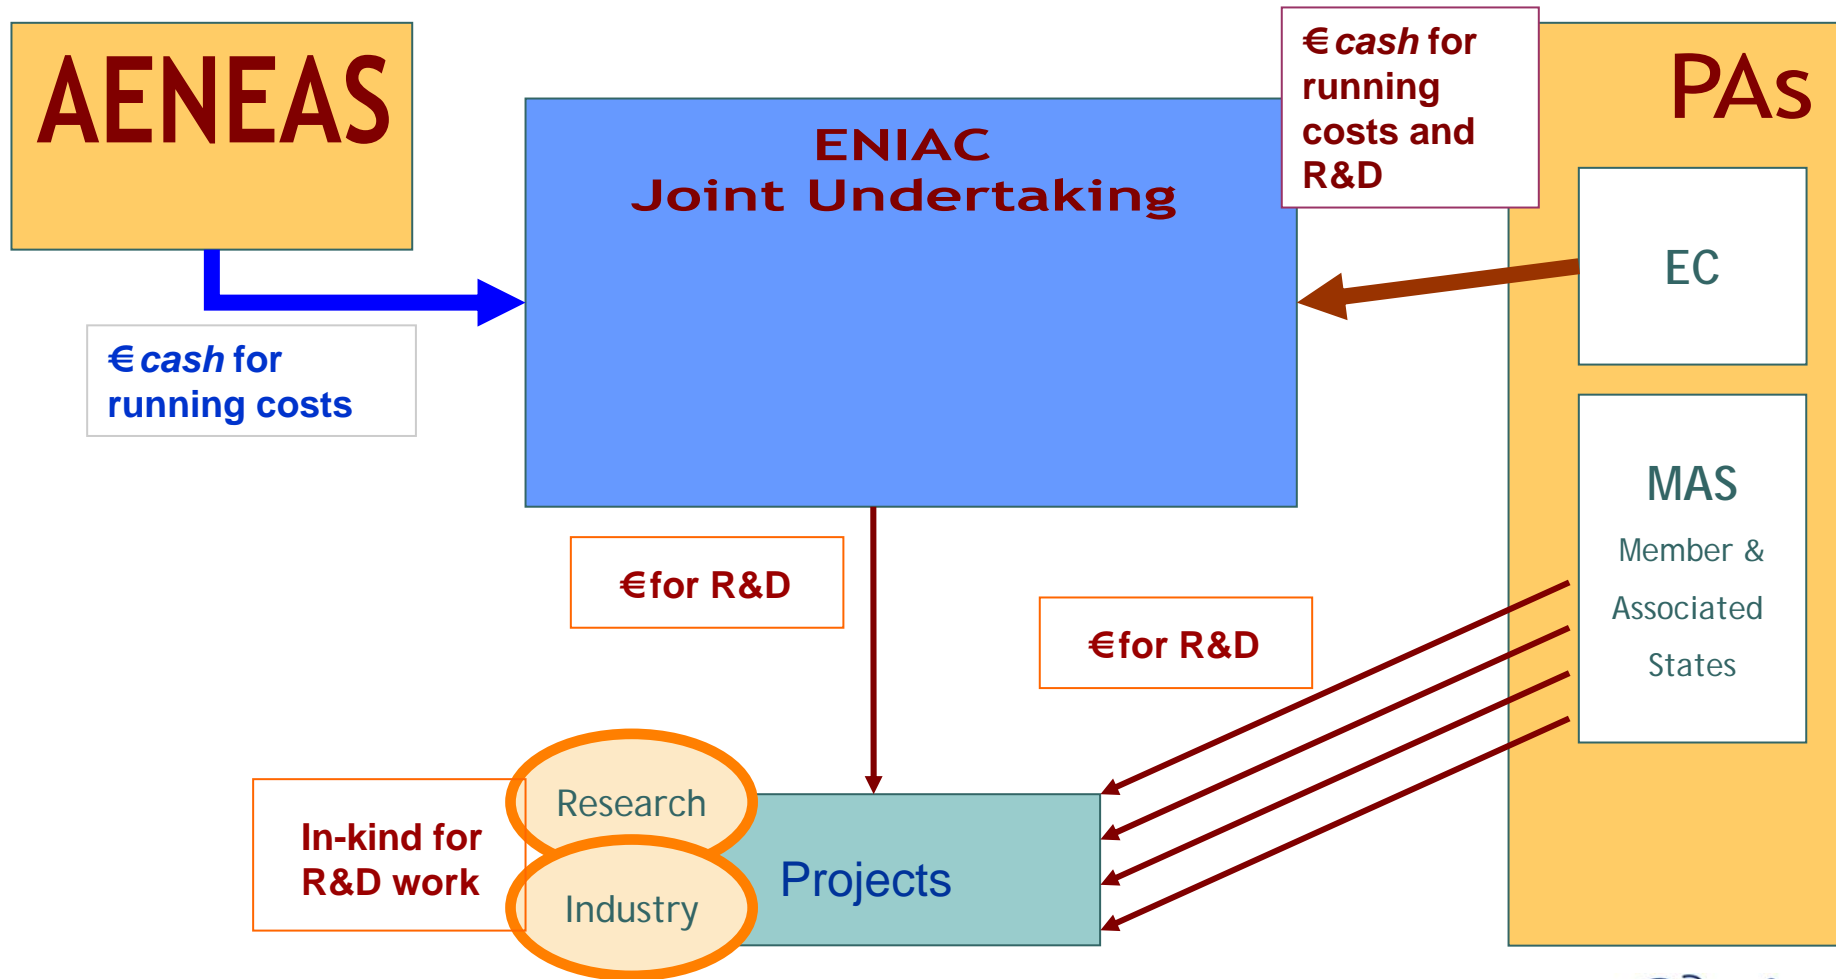 AENEAS
€ cash for
running costs
ENIAC
Joint Undertaking
€ cash for
running
costs and
R&D
PAs
EC
MAS
Member &
Associated
States
€ for R&D
€ for R&D
In-kind for
R&D work
Research
Industry
Projects